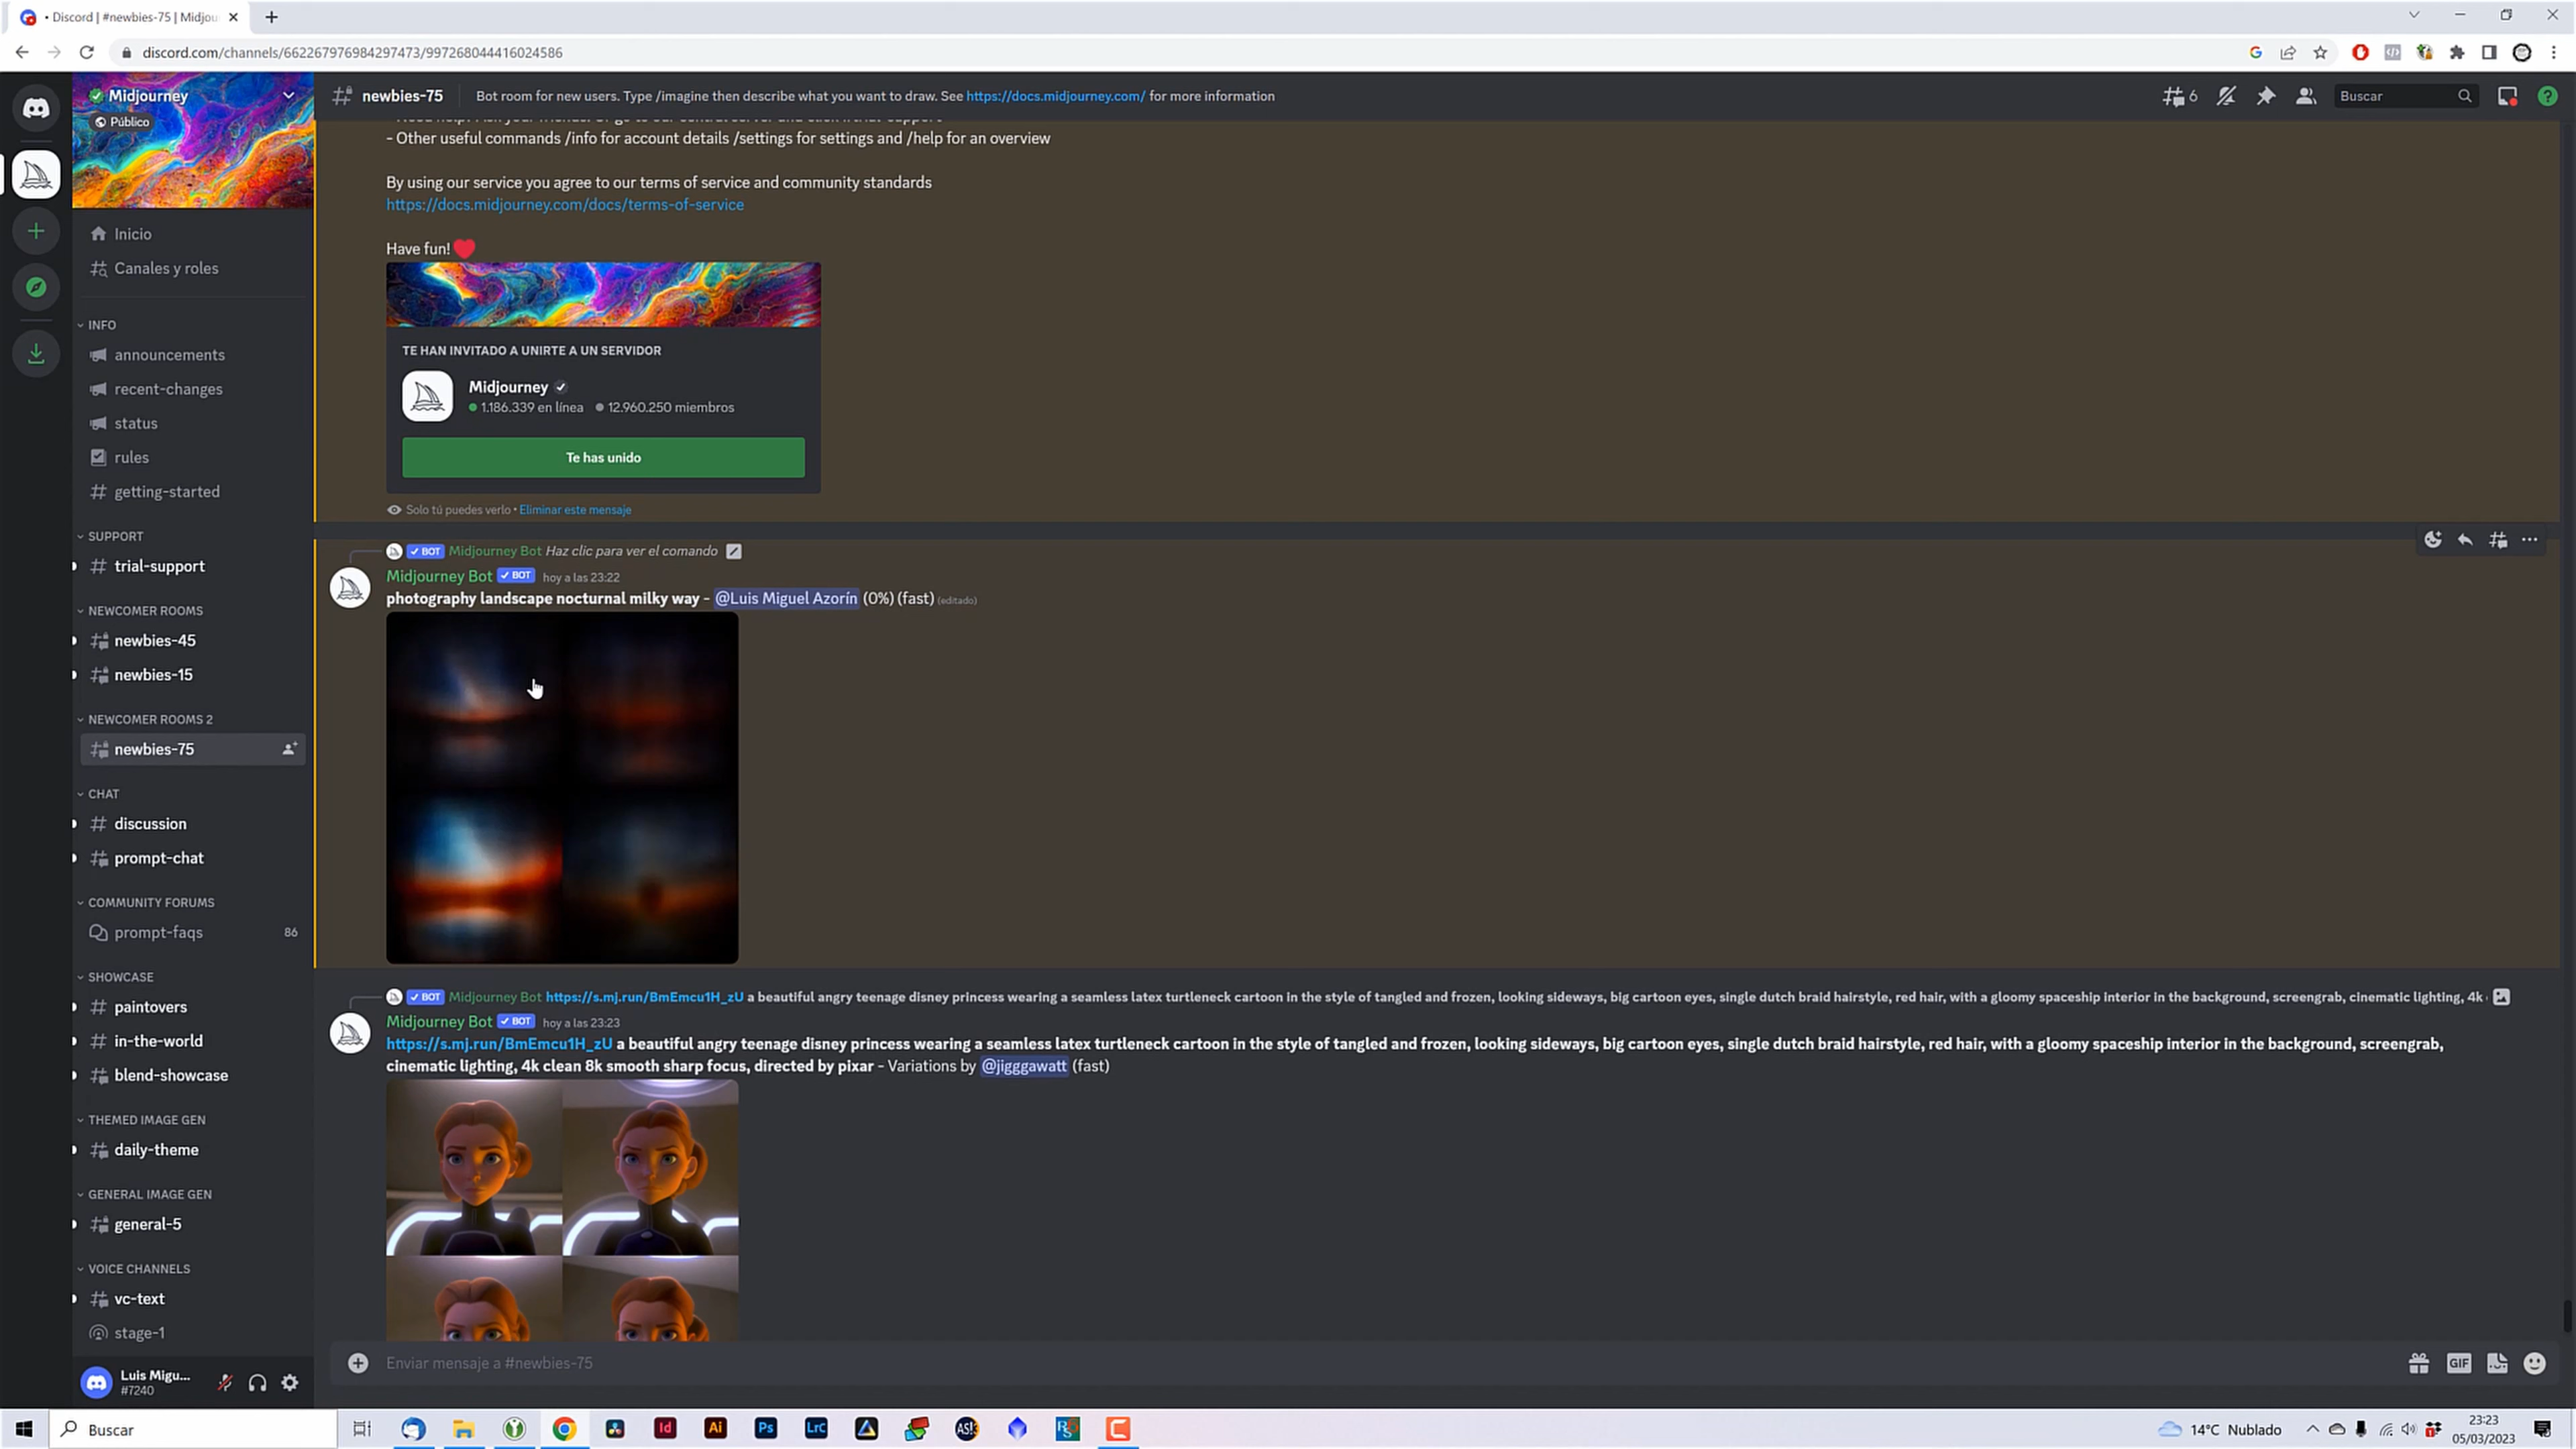 • Discord | #newbies-75 | Midjou
discord.com/channels/662267976984297473/997268044416024586
Midjourney
Público
Inicio
Canales y roles
INFO
announcements
recent-changes
status
rules
getting-started
SUPPORT
trial-support
NEWCOMER ROOMS
newbies-45
newbies-15
NEWCOMER ROOMS 2
newbies-75
CHAT
discussion
prompt-chat
COMMUNITY FORUMS
prompt-faqs 86
SHOWCASE
paintovers
in-the-world
blend-showcase
THEMED IMAGE GEN
daily-theme
GENERAL IMAGE GEN
general-5
VOICE CHANNELS
vc-text
stage-1
Luis Migu...
#7240
newbies-75 Bot room for new users. Type /imagine then describe what you want to draw. See https://docs.midjourney.com/ for more information 6 Buscar
- Other useful commands /info for account details /settings for settings and /help for an overview
By using our service you agree to our terms of service and community standards
https://docs.midjourney.com/docs/terms-of-service
Have fun!
TE HAN INVITADO A UNIRTE A UN SERVIDOR
Midjourney
1.186.339 en línea 12.960.250 miembros
Te has unido
Solo tú puedes verlo • Eliminar este mensaje
BOT Midjourney Bot Haz clic para ver el comando
Midjourney Bot BOT hoy a las 23:22
photography landscape nocturnal milky way - @Luis Miguel Azorín (0%) (fast) (editado)
BOT Midjourney Bot https://s.mj.run/BmEmcu1H_zU a beautiful angry teenage disney princess wearing a seamless latex turtleneck cartoon in the style of tangled and frozen, looking sideways, big cartoon eyes, single dutch braid hairstyle, red hair, with a gloomy spaceship interior in the background, screengrab, cinematic lighting, 4k
Midjourney Bot BOT hoy a las 23:23
https://s.mj.run/BmEmcu1H_zU a beautiful angry teenage disney princess wearing a seamless latex turtleneck cartoon in the style of tangled and frozen, looking sideways, big cartoon eyes, single dutch braid hairstyle, red hair, with a gloomy spaceship interior in the background, screengrab,
cinematic lighting, 4k clean 8k smooth sharp focus, directed by pixar - Variations by @jigggawatt (fast)
Enviar mensaje a #newbies-75
GIF
Buscar
Id
Ai
Ps
LrC
14°C Nublado
23:23
05/03/2023